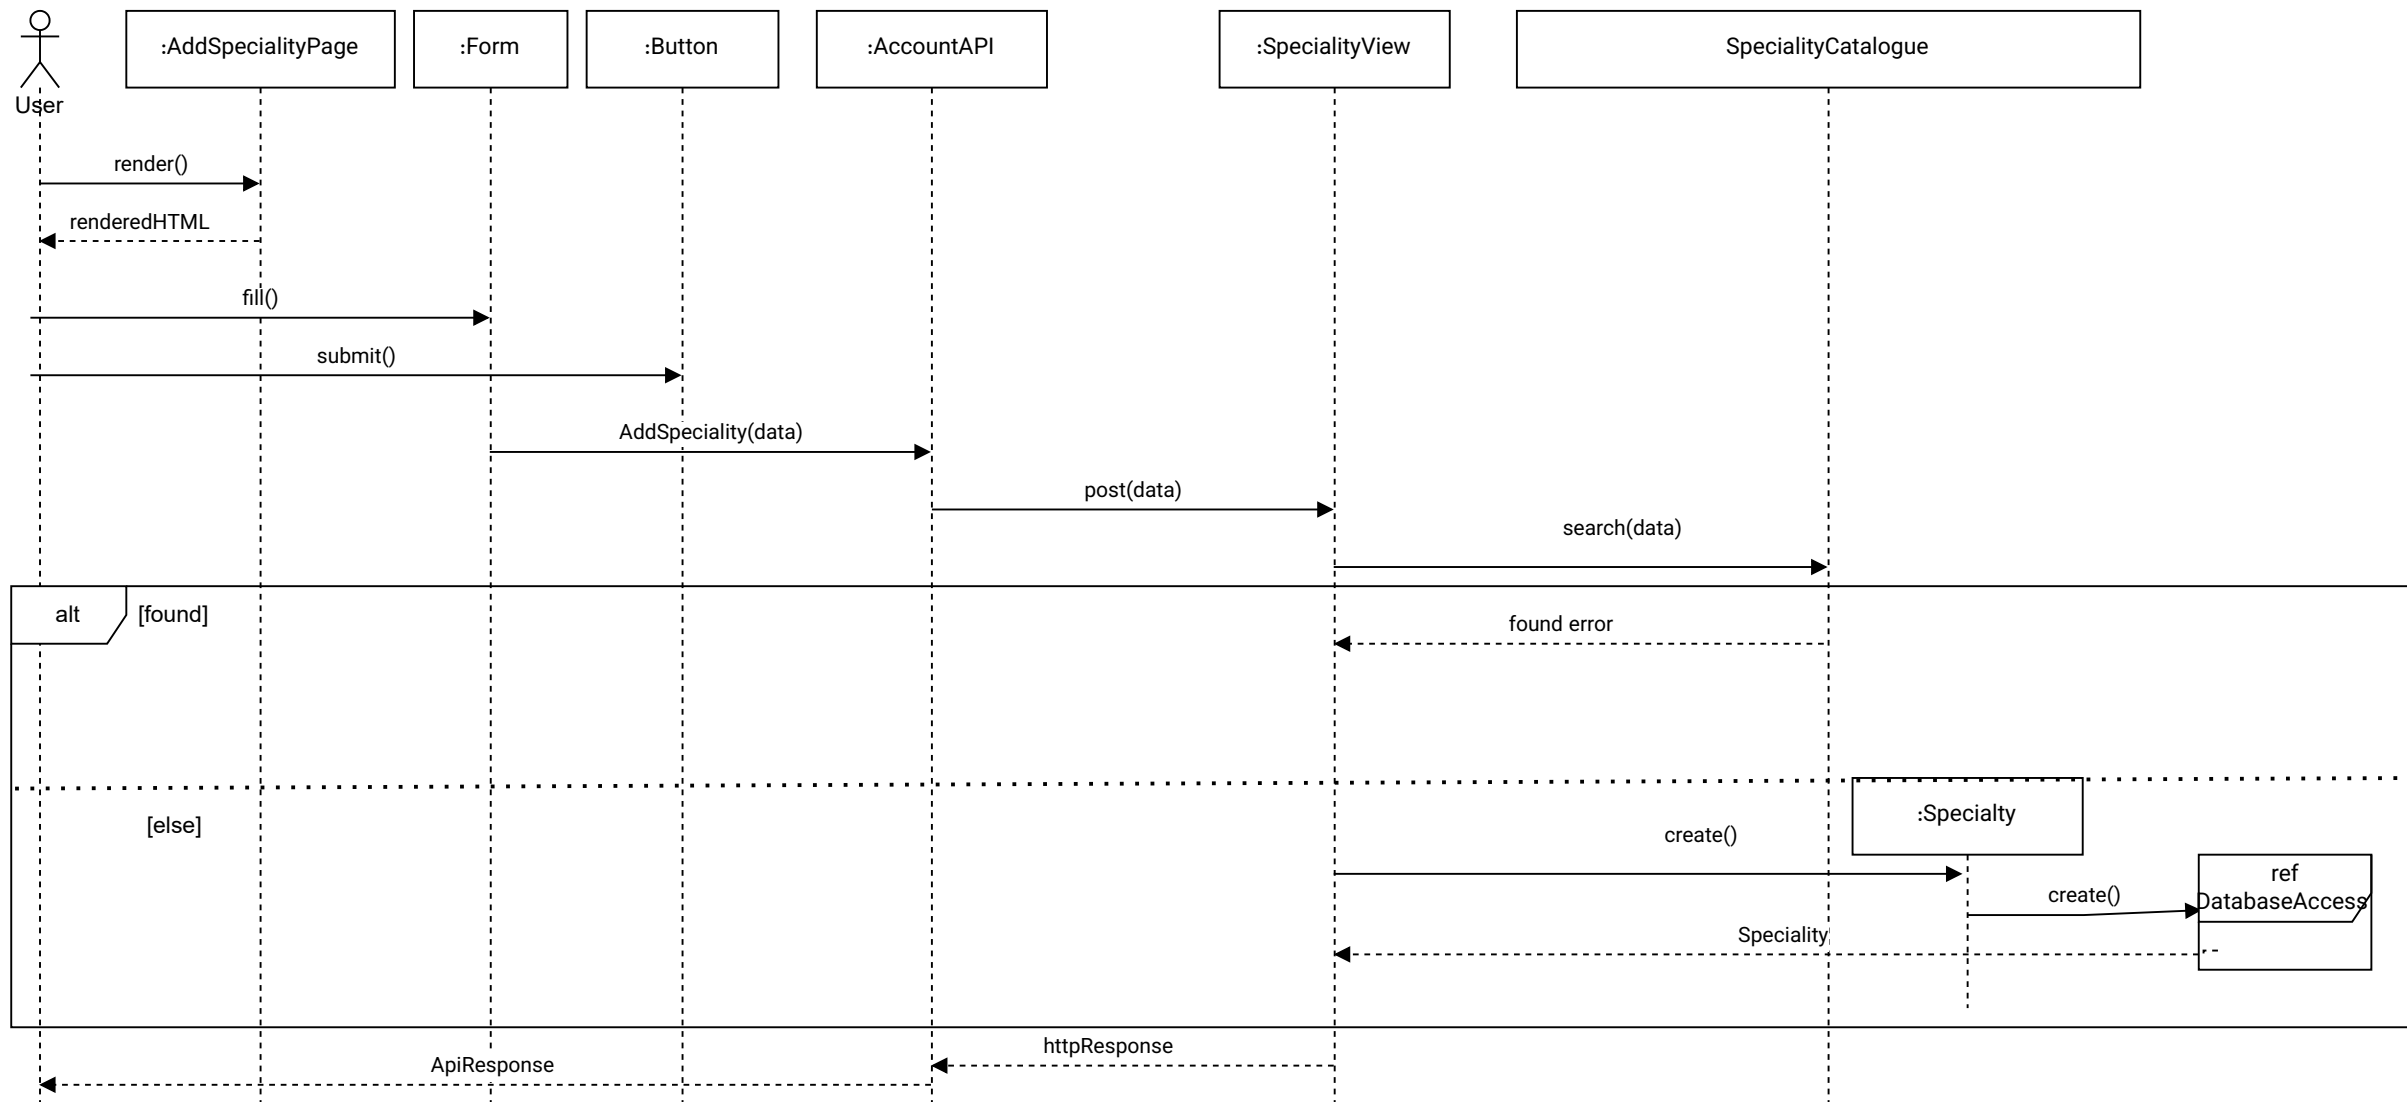 :AddSpecialityPage
:Form
:Button
:AccountAPI
:SpecialityView
SpecialityCatalogue
User
render()
renderedHTML
fill()
submit()
AddSpeciality(data)
post(data)
search(data)
alt
[found]
found error
[else]
:Specialty
create()
ref
DatabaseAccess
create()
Speciality
httpResponse
ApiResponse